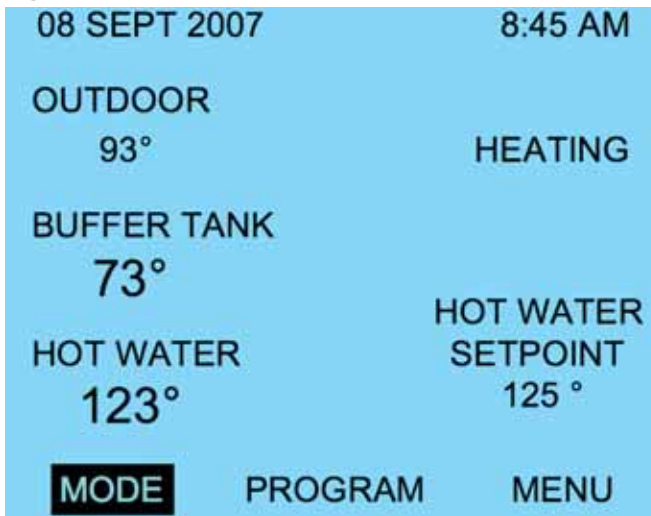 08 SEPT 2007 8:45 AM
OUTDOOR
93° HEATING
BUFFER TANK
73°
HOT WATER
HOT WATER SETPOINT
123° 125 °
MODE PROGRAM MENU